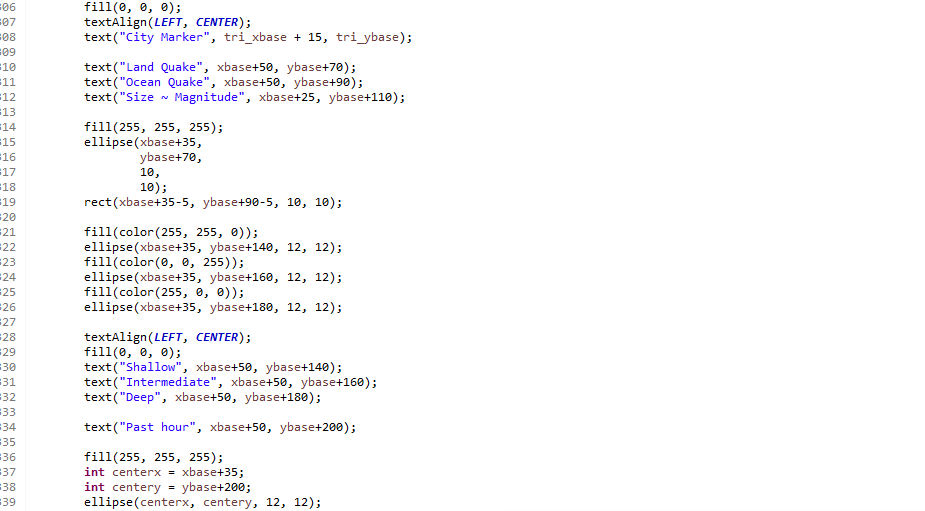 306 fill(0, 0, 0);
307 textAlign(LEFT, CENTER);
308 text("City Marker", tri_xbase + 15, tri_ybase);
309
310 text("Land Quake", xbase+50, ybase+70);
311 text("Ocean Quake", xbase+50, ybase+90);
312 text("Size ~ Magnitude", xbase+25, ybase+110);
313
314 fill(255, 255, 255);
315 ellipse(xbase+35,
316 ybase+70,
317 10,
318 10);
319 rect(xbase+35-5, ybase+90-5, 10, 10);
320
321 fill(color(255, 255, 0));
322 ellipse(xbase+35, ybase+140, 12, 12);
323 fill(color(0, 0, 255));
324 ellipse(xbase+35, ybase+160, 12, 12);
325 fill(color(255, 0, 0));
326 ellipse(xbase+35, ybase+180, 12, 12);
327
328 textAlign(LEFT, CENTER);
329 fill(0, 0, 0);
330 text("Shallow", xbase+50, ybase+140);
331 text("Intermediate", xbase+50, ybase+160);
332 text("Deep", xbase+50, ybase+180);
333
334 text("Past hour", xbase+50, ybase+200);
335
336 fill(255, 255, 255);
337 int centerx = xbase+35;
338 int centery = ybase+200;
339 ellipse(centerx, centery, 12, 12);